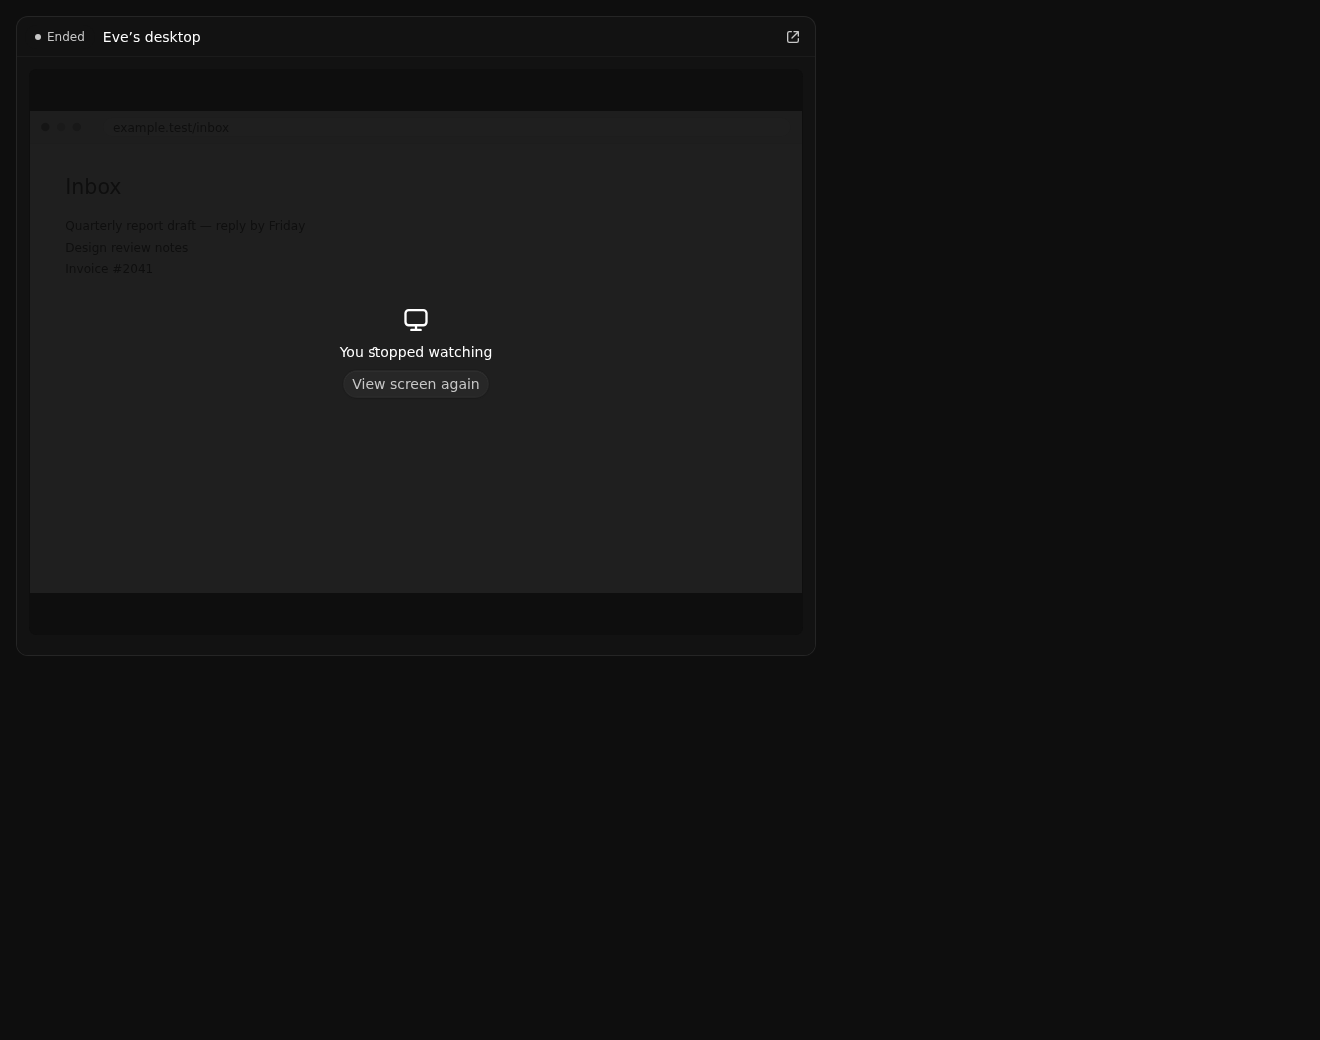 Ended Eve’s desktop
example.test/inbox
Inbox
Quarterly report draft — reply by Friday
Design review notes
Invoice #2041
You stopped watching
View screen again